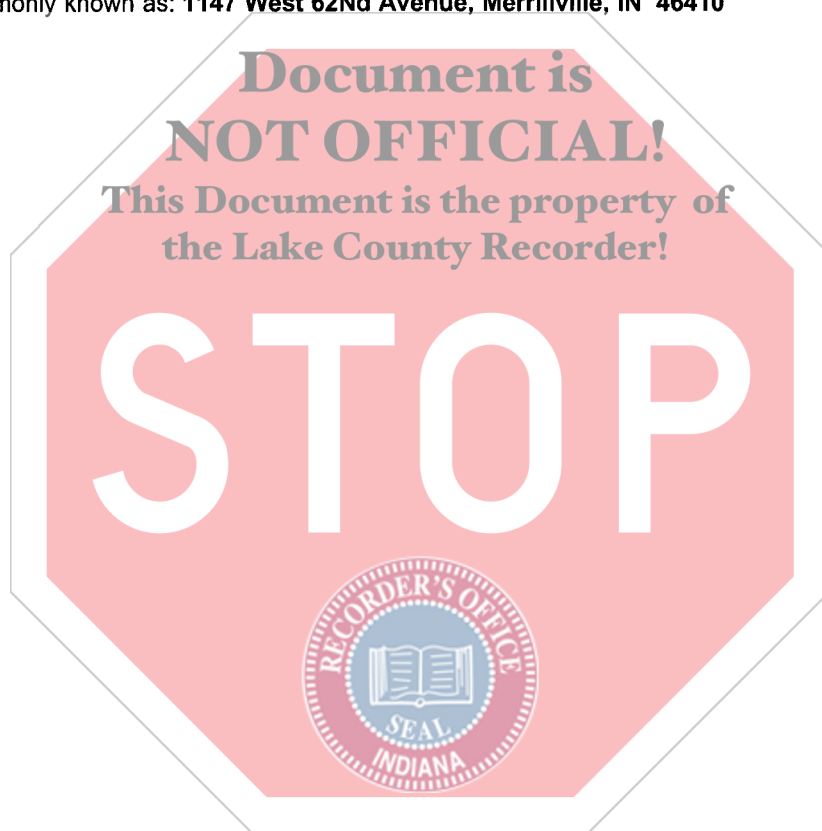 monly known as: 1147 West 62Nd Avenue, Merrillville, IN 46410
Document is
NOT OFFICIAL!
This Document is the property of
the Lake County Recorder!
STOP
RECORDER'S OFFICE
SEAL
INDIANA